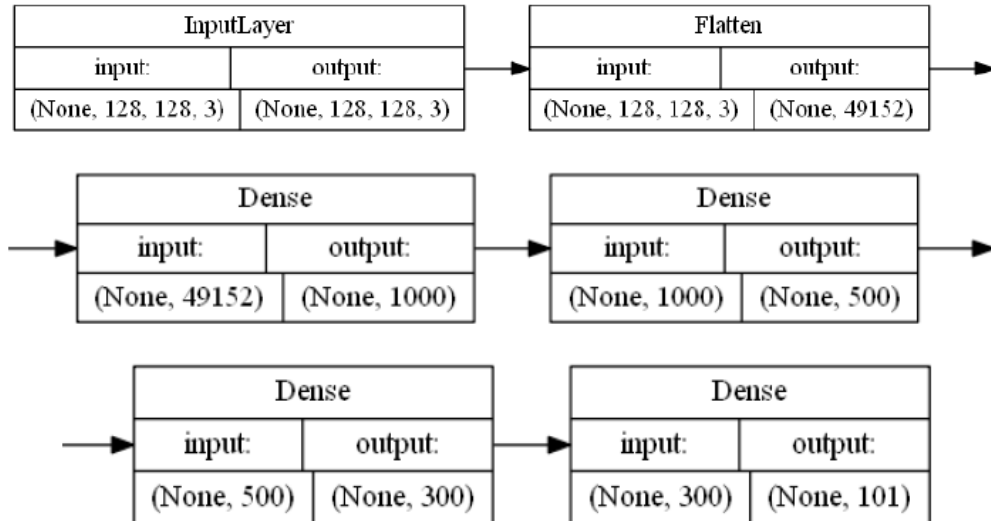 InputLayer
input: output:
(None, 128, 128, 3) (None, 128, 128, 3)
Flatten
input: output:
(None, 128, 128, 3) (None, 49152)
Dense
input: output:
(None, 49152) (None, 1000)
Dense
input: output:
(None, 1000) (None, 500)
Dense
input: output:
(None, 500) (None, 300)
Dense
input: output:
(None, 300) (None, 101)